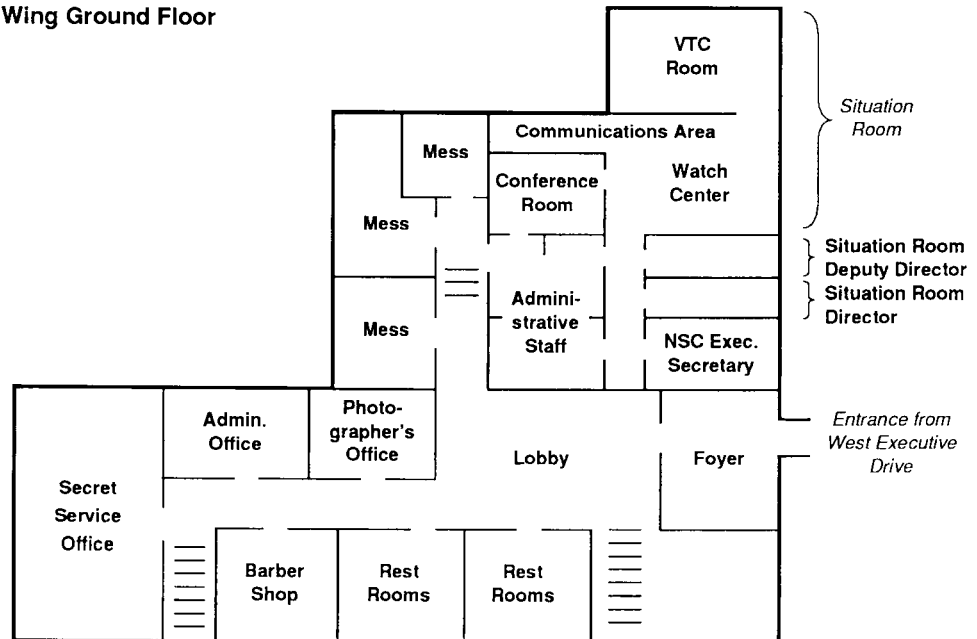 Wing Ground Floor
VTC
Room
Situation
Room
Communications Area
Mess
Watch
Center
Conference
Room
Mess
Situation Room
Deputy Director
Situation Room
Director
Admini-
strative
Staff
Mess
NSC Exec.
Secretary
Admin.
Office
Photo-
grapher's
Office
Lobby
Foyer
Entrance from
West Executive
Drive
Secret
Service
Office
Barber
Shop
Rest
Rooms
Rest
Rooms